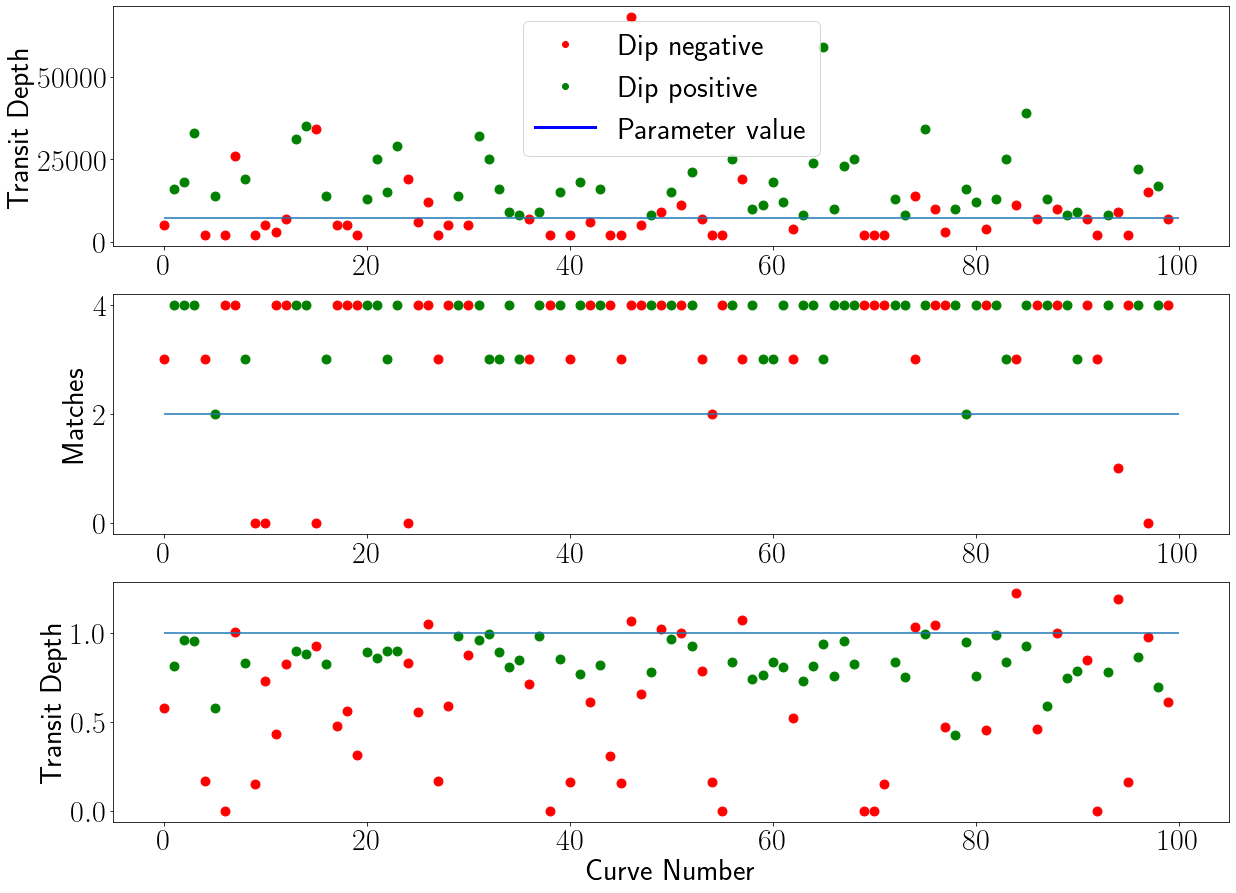 Transit Depth
50000
25000
0
Dip negative
Dip positive
Parameter value
0 20 40 60 80 100
Matches
4
2
0
0 20 40 60 80 100
Transit Depth
1.0
0.5
0.0
0 20 40 60 80 100
Curve Number